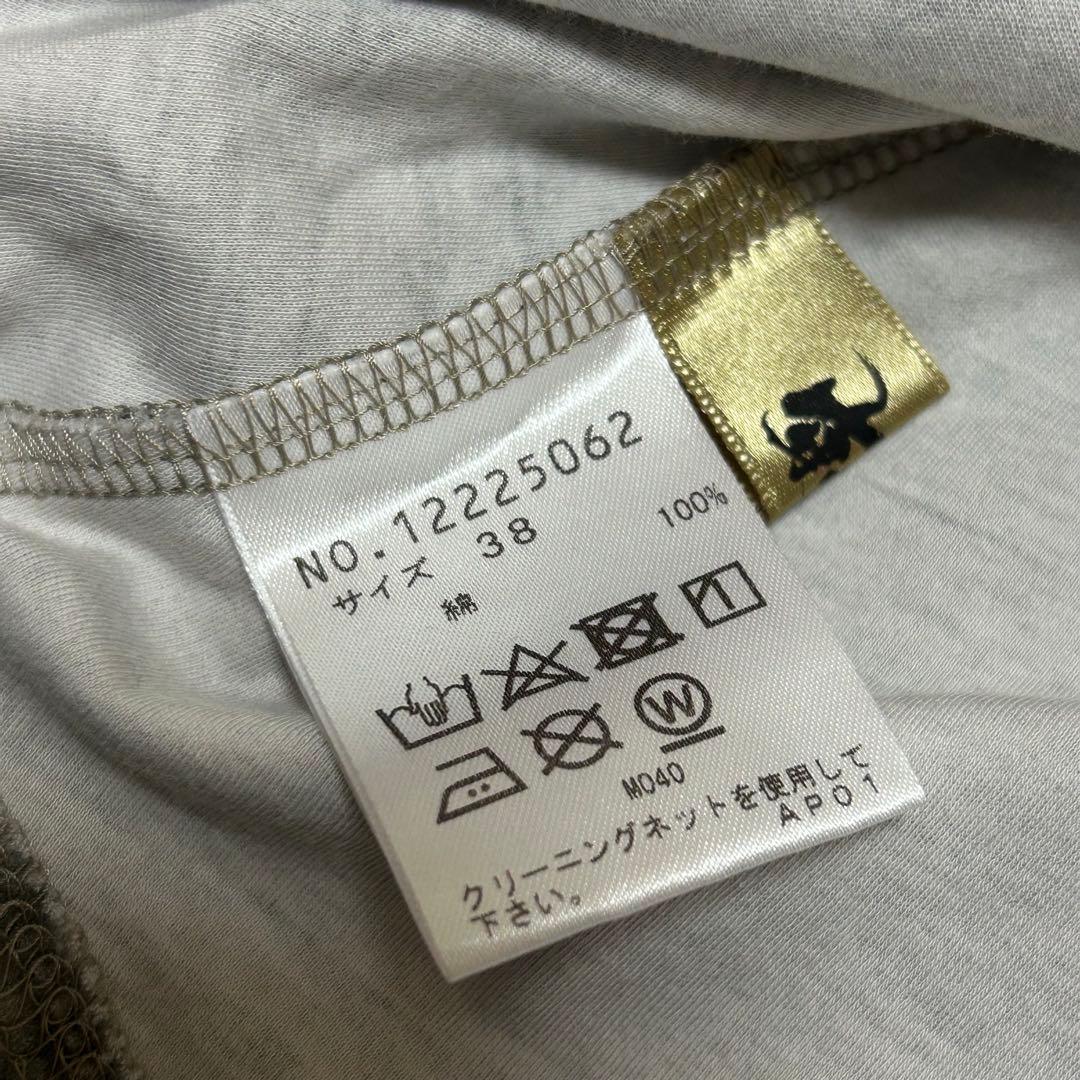 NO.12225062
サイズ 38
綿 100%
1
W
M040
クリーニングネットを使用して
下さい。
AP01